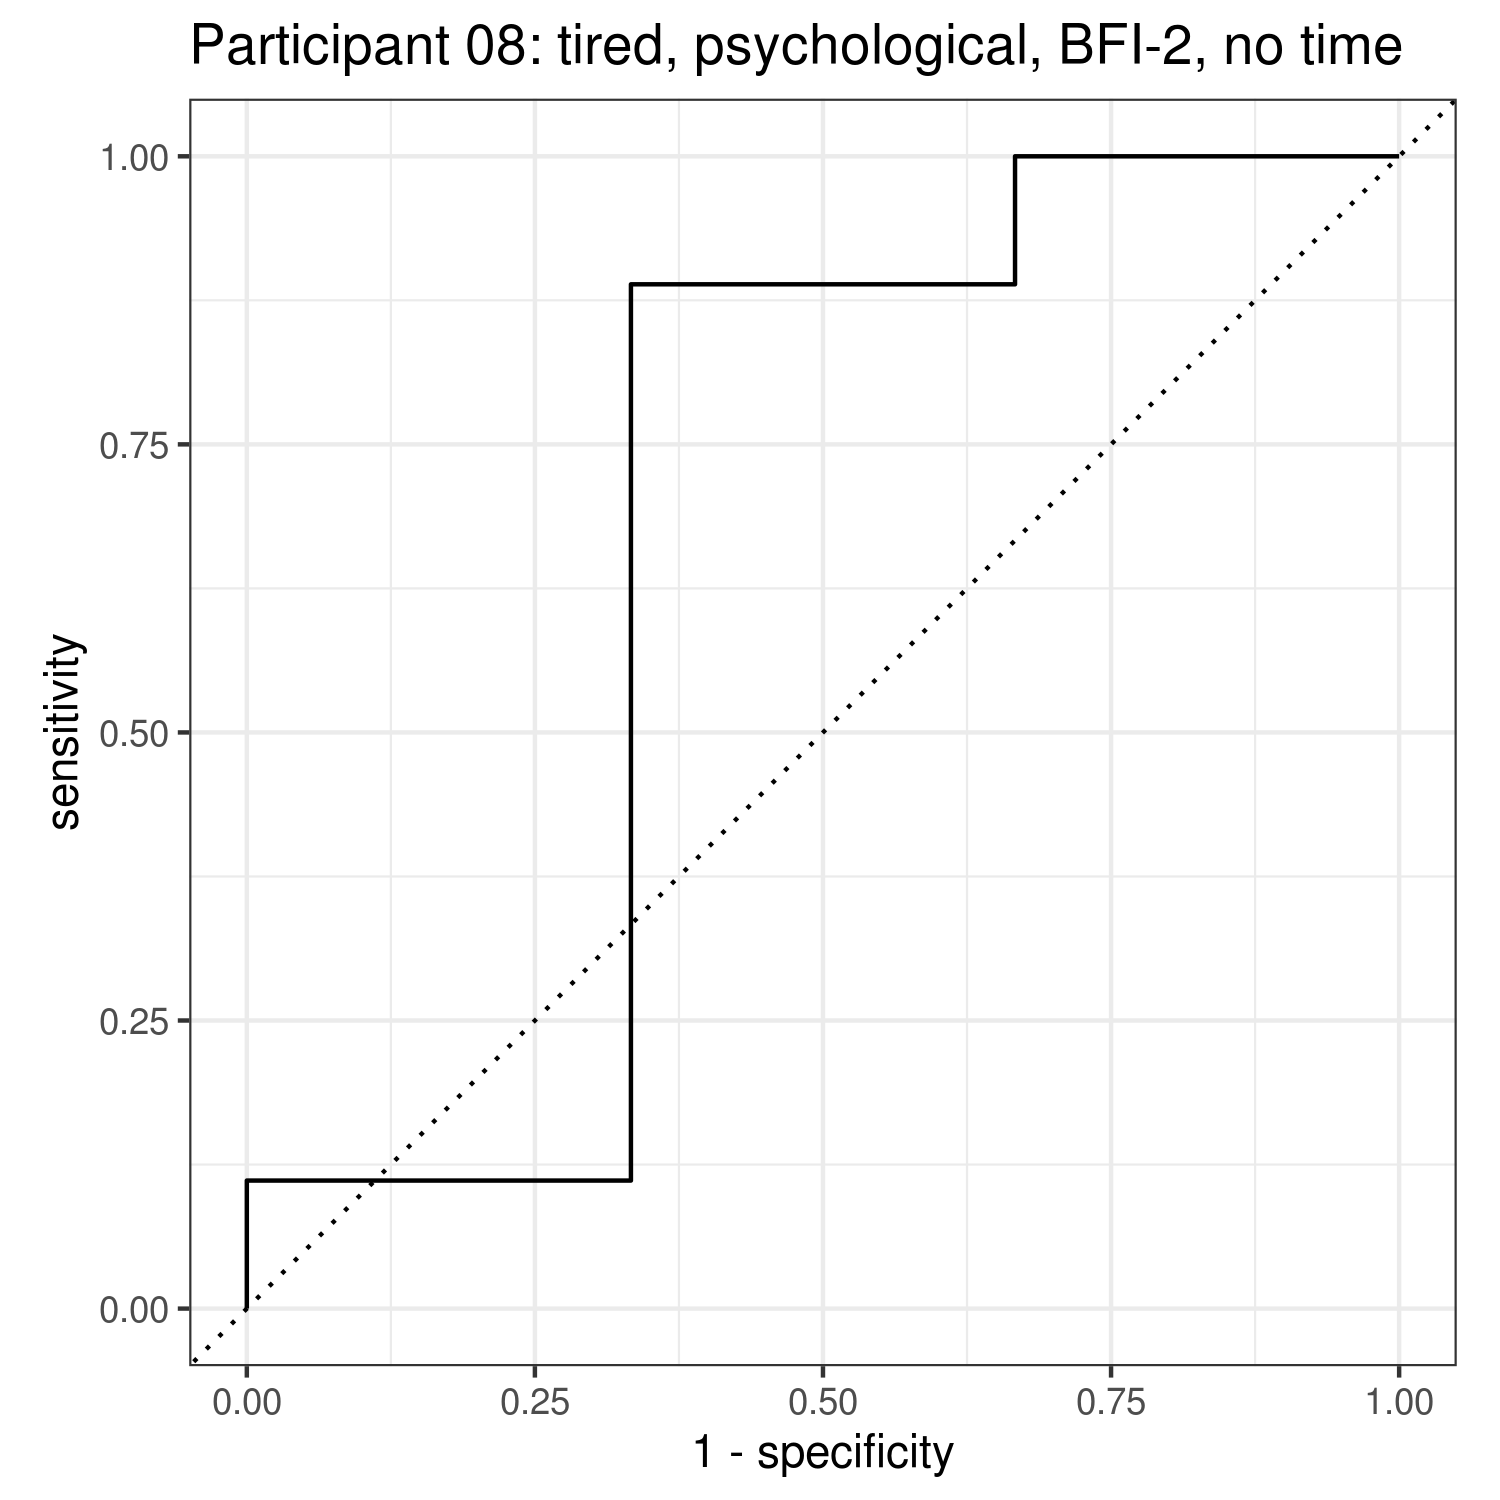 Participant 08: tired, psychological, BFI-2, no time
1.00
0.75
0.50
0.25
0.00
sensitivity
0.00 0.25 0.50 0.75 1.00
1 - specificity